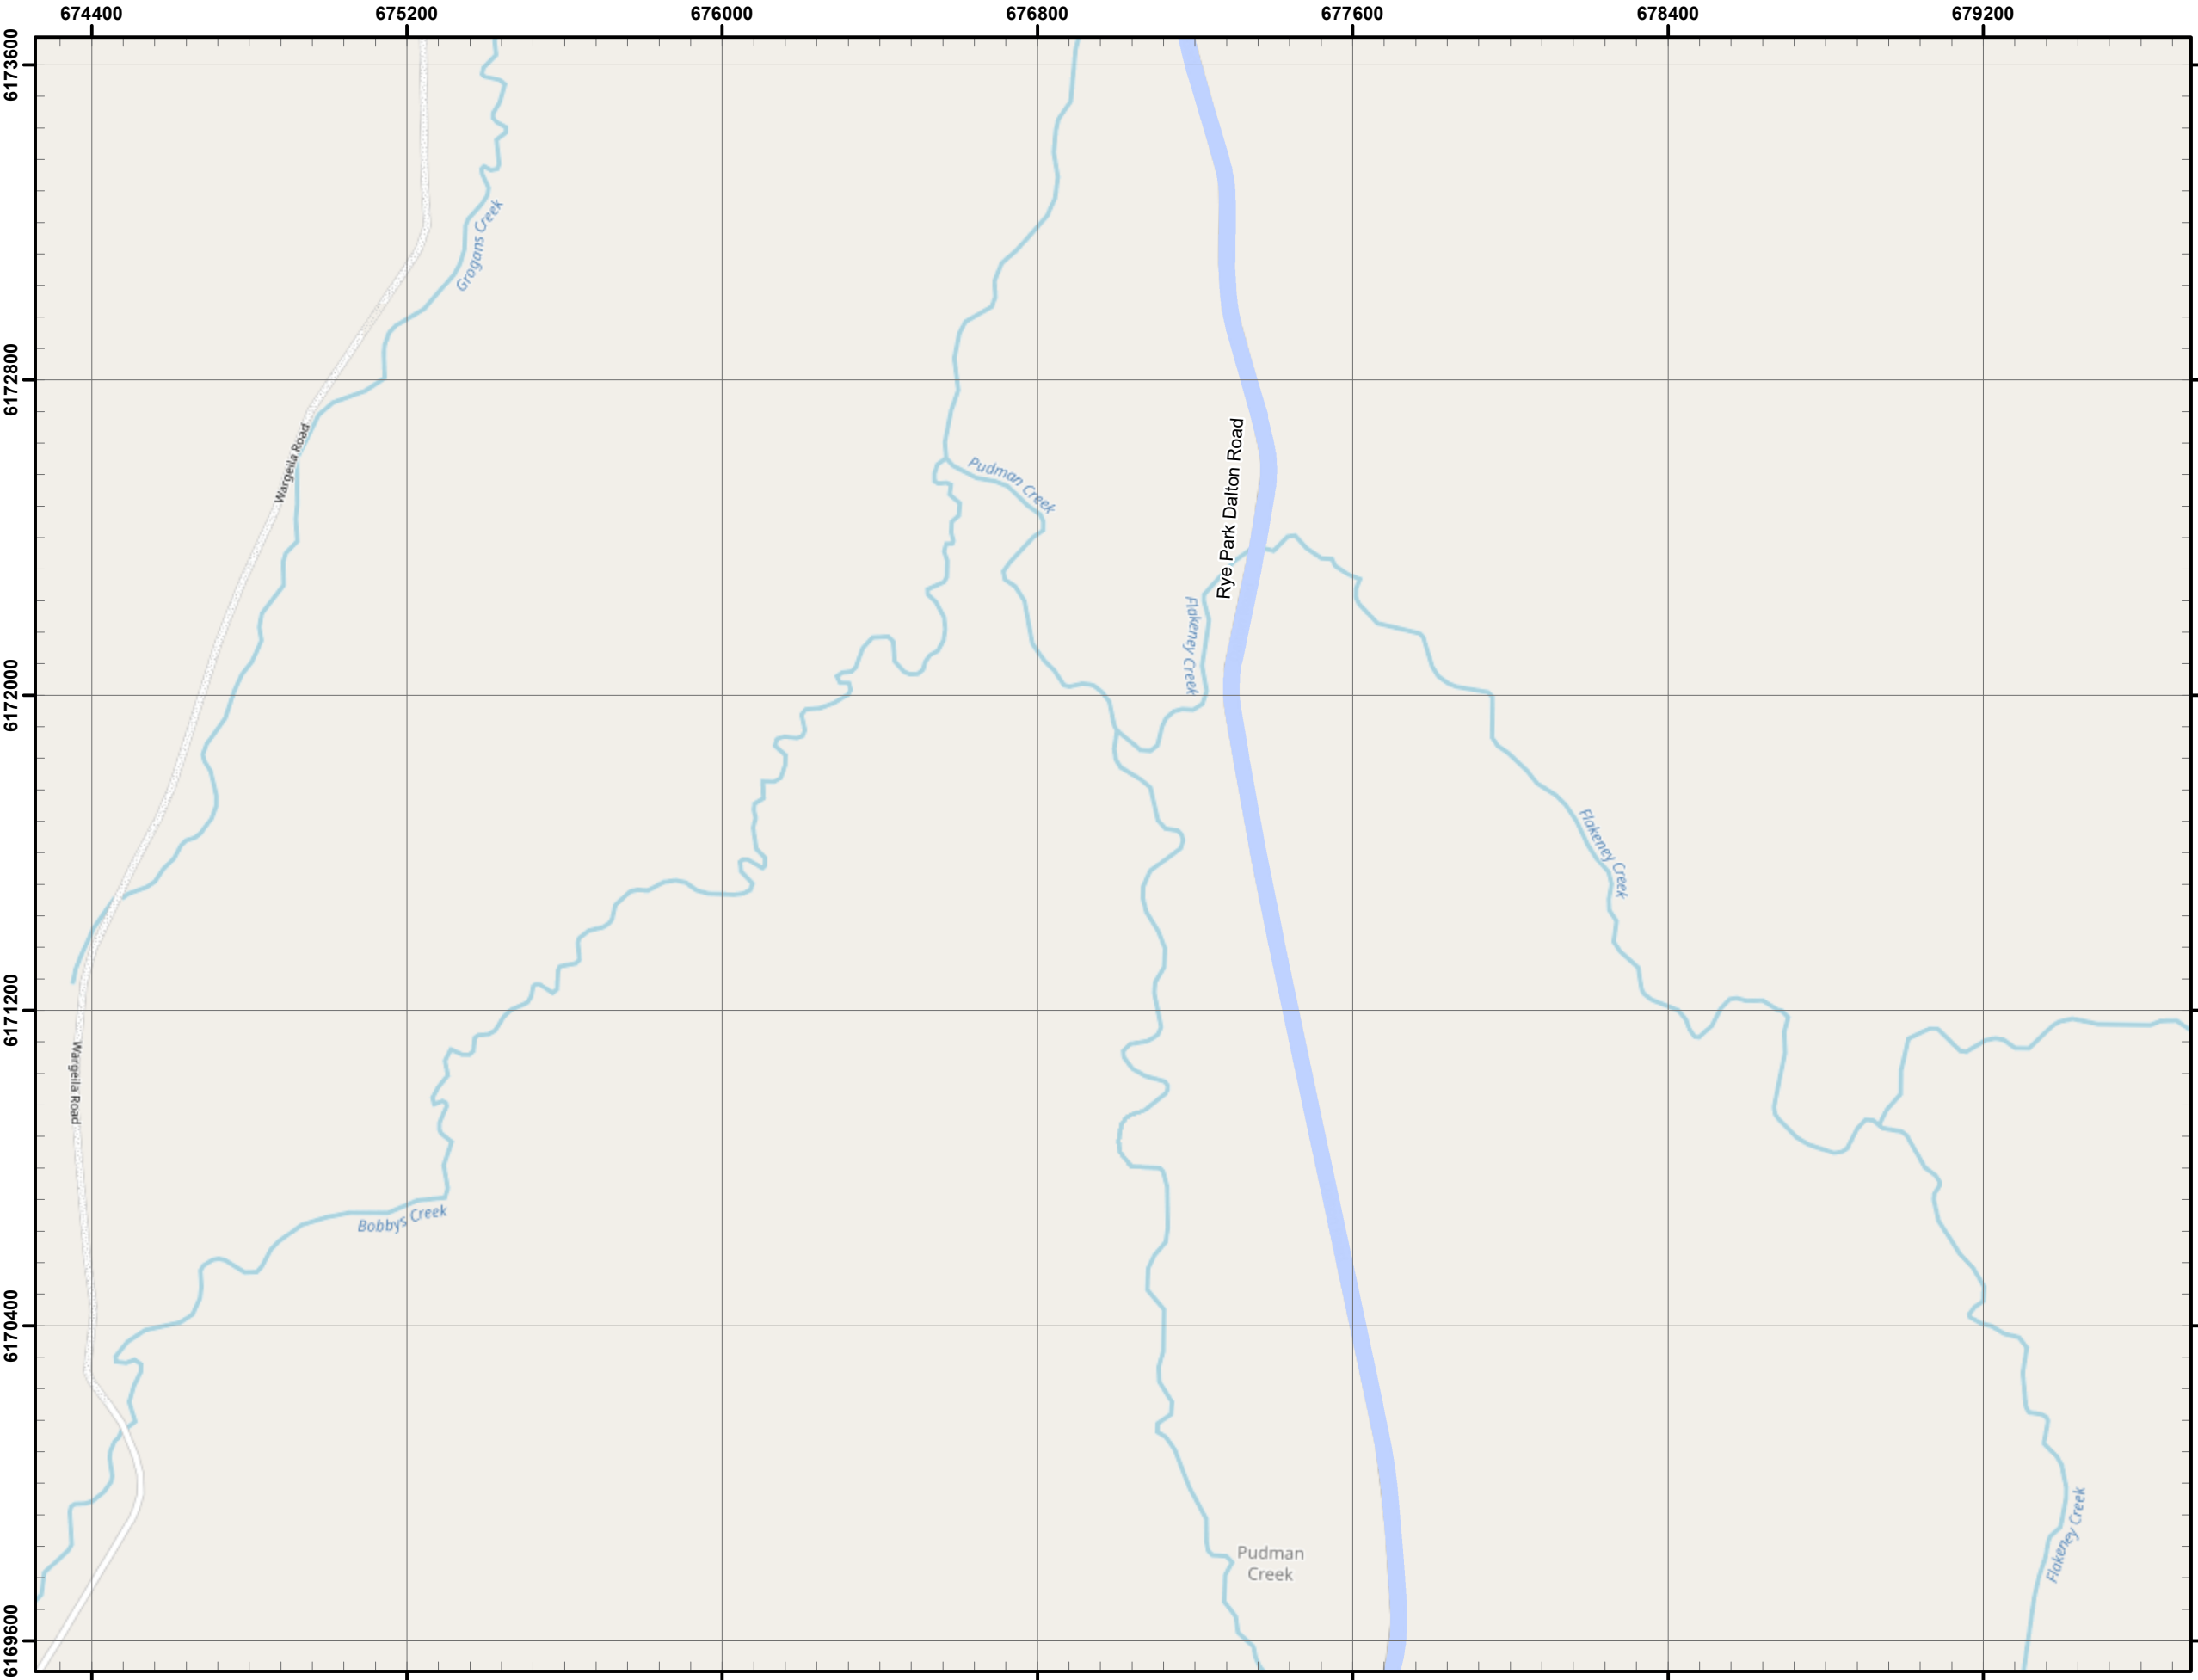 674400
675200
676000
676800
677600
678400
679200
6173600
6172800
6172000
6171200
6170400
6169600
Grogans Creek
Wargeila Road
Pudman Creek
Rye Park Dalton Road
Flakeney Creek
Flakeney Creek
Wargeila Road
Bobbys Creek
Flakeney Creek
Pudman
Creek